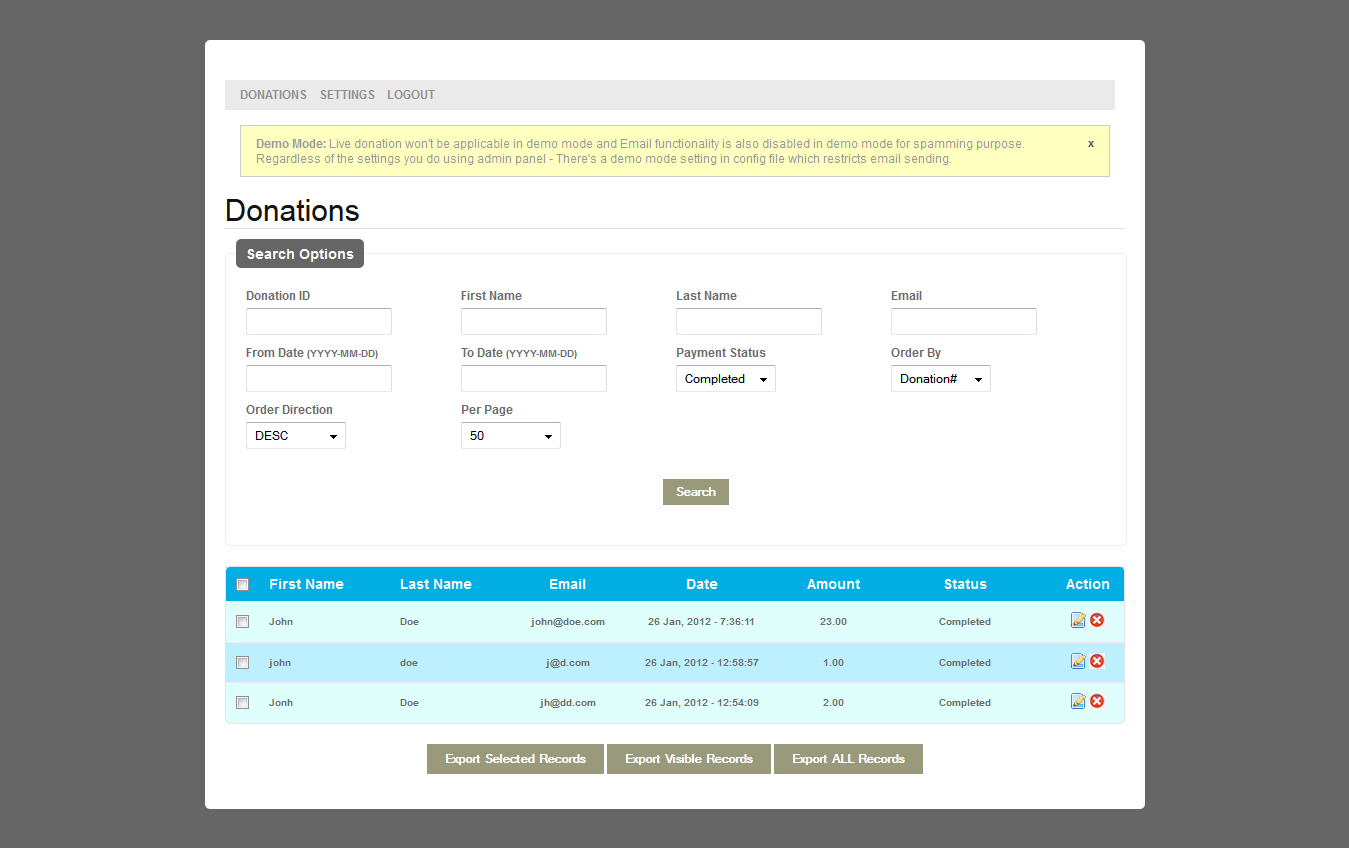 DONATIONS SETTINGS LOGOUT
Demo Mode: Live donation won't be applicable in demo mode and Email functionality is also disabled in demo mode for spamming purpose. x
Regardless of the settings you do using admin panel - There's a demo mode setting in config file which restricts email sending.
Donations
Search Options
Donation ID First Name Last Name Email
From Date (YYYY-MM-DD) To Date (YYYY-MM-DD) Payment Status Order By
Completed Donation#
Order Direction Per Page
DESC 50
Search
First Name Last Name Email Date Amount Status Action
John Doe john@doe.com 26 Jan, 2012 - 7:36:11 23.00 Completed
john doe j@d.com 26 Jan, 2012 - 12:58:57 1.00 Completed
Jonh Doe jh@dd.com 26 Jan, 2012 - 12:54:09 2.00 Completed
Export Selected Records Export Visible Records Export ALL Records